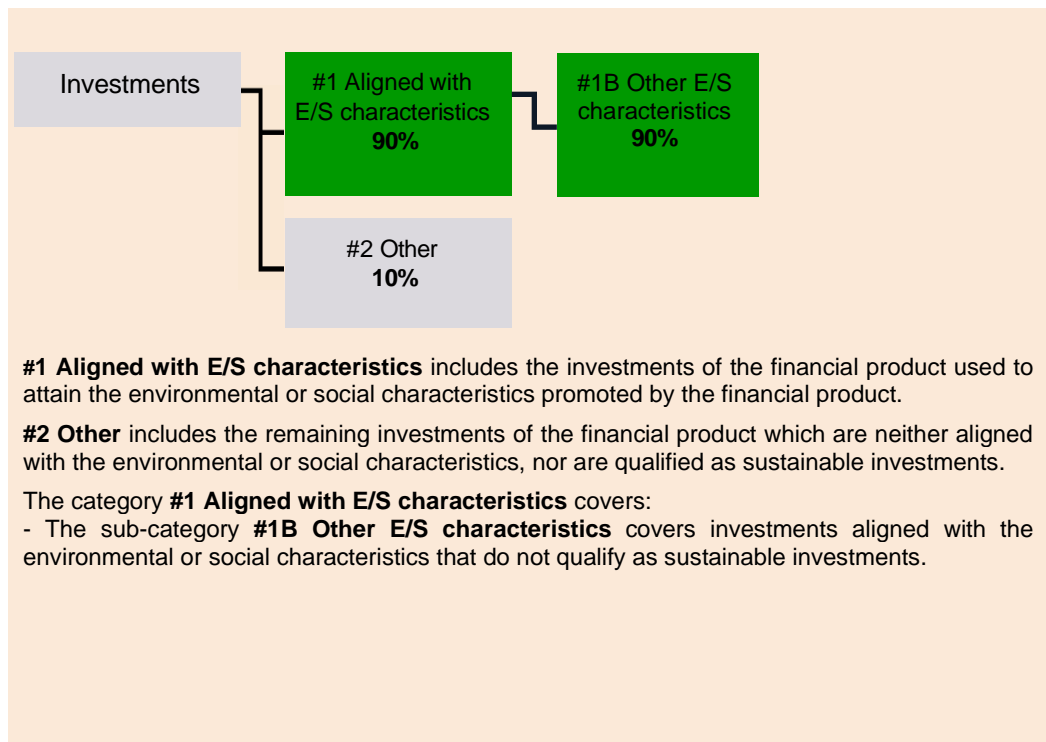 Investments
#1 Aligned with
E/S characteristics
90%
#1B Other E/S
characteristics
90%
#2 Other
10%
#1 Aligned with E/S characteristics includes the investments of the financial product used to
attain the environmental or social characteristics promoted by the financial product.
#2 Other includes the remaining investments of the financial product which are neither aligned
with the environmental or social characteristics, nor are qualified as sustainable investments.
The category #1 Aligned with E/S characteristics covers:
- The sub-category #1B Other E/S characteristics covers investments aligned with the
environmental or social characteristics that do not qualify as sustainable investments.